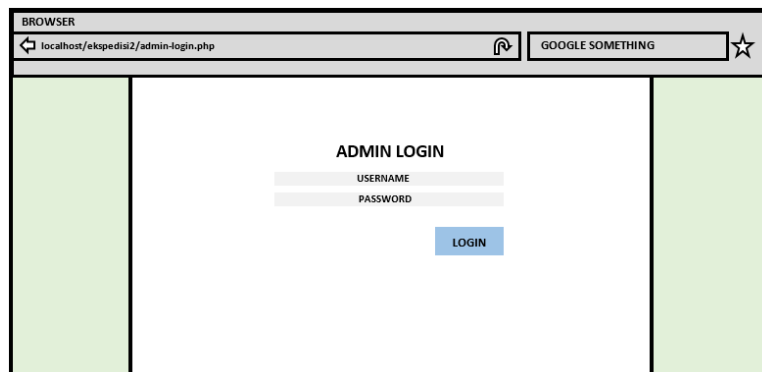 BROWSER
localhost/ekspedisi2/admin-login.php
GOOGLE SOMETHING
ADMIN LOGIN
USERNAME
PASSWORD
LOGIN